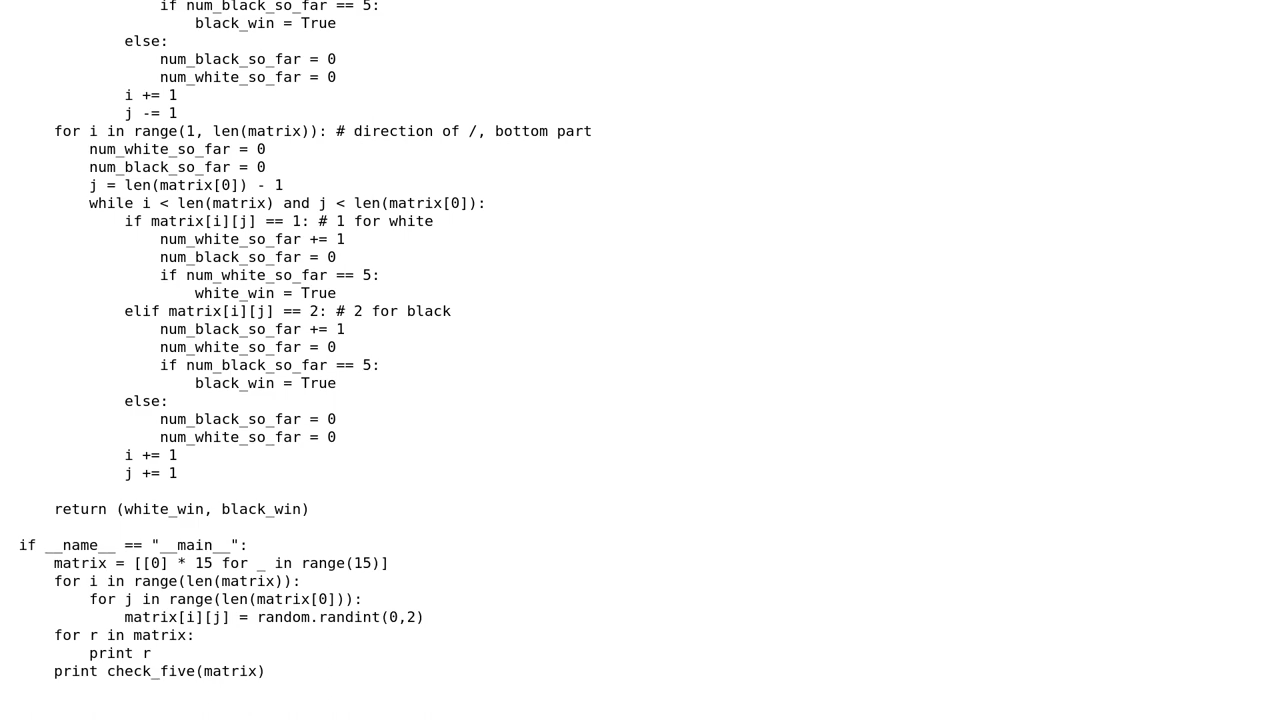 if num_black_so_far == 5:
                    black_win = True
            else:
                num_black_so_far = 0
                num_white_so_far = 0
            i += 1
            j -= 1
    for i in range(1, len(matrix)): # direction of /, bottom part
        num_white_so_far = 0
        num_black_so_far = 0
        j = len(matrix[0]) - 1
        while i < len(matrix) and j < len(matrix[0]):
            if matrix[i][j] == 1: # 1 for white
                num_white_so_far += 1
                num_black_so_far = 0
                if num_white_so_far == 5:
                    white_win = True
            elif matrix[i][j] == 2: # 2 for black
                num_black_so_far += 1
                num_white_so_far = 0
                if num_black_so_far == 5:
                    black_win = True
            else:
                num_black_so_far = 0
                num_white_so_far = 0
            i += 1
            j += 1

    return (white_win, black_win)

if __name__ == "__main__":
    matrix = [[0] * 15 for _ in range(15)]
    for i in range(len(matrix)):
        for j in range(len(matrix[0])):
            matrix[i][j] = random.randint(0,2)
    for r in matrix:
        print r
    print check_five(matrix)